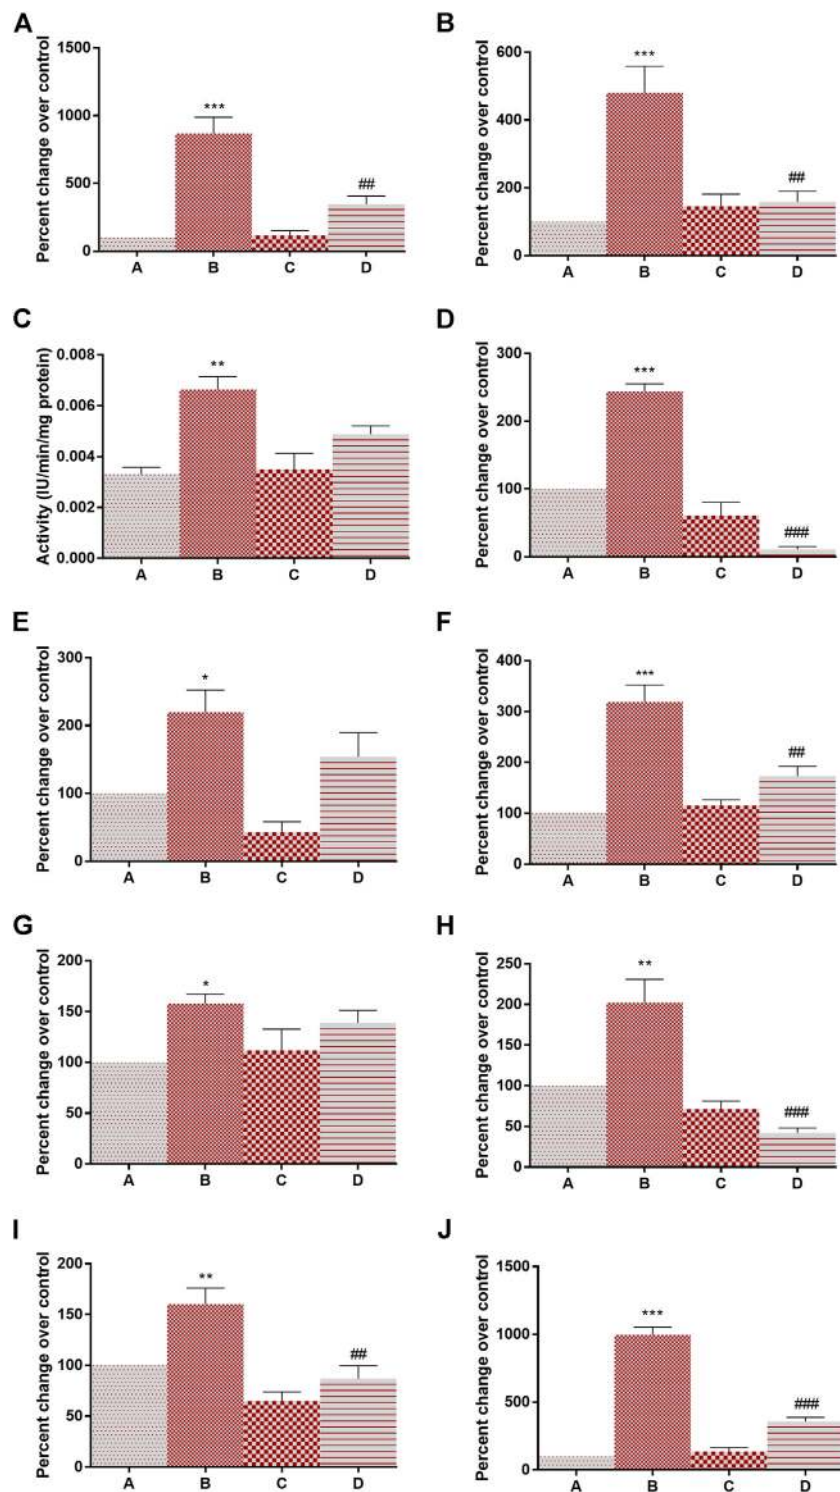 A
Percent change over control
1500
1000
500
0
***
##
A B C D
B
Percent change over control
600
400
200
0
***
##
A B C D
C
Activity (IU/min/mg protein)
0.008
0.006
0.004
0.002
0.000
**
A B C D
D
Percent change over control
300
200
100
0
***
###
A B C D
E
Percent change over control
300
200
100
0
*
A B C D
F
Percent change over control
400
300
200
100
0
***
##
A B C D
G
Percent change over control
200
150
100
50
0
*
A B C D
H
Percent change over control
250
200
150
100
50
0
**
###
A B C D
I
Percent change over control
200
150
100
50
0
**
##
A B C D
J
Percent change over control
1500
1000
500
0
***
###
A B C D